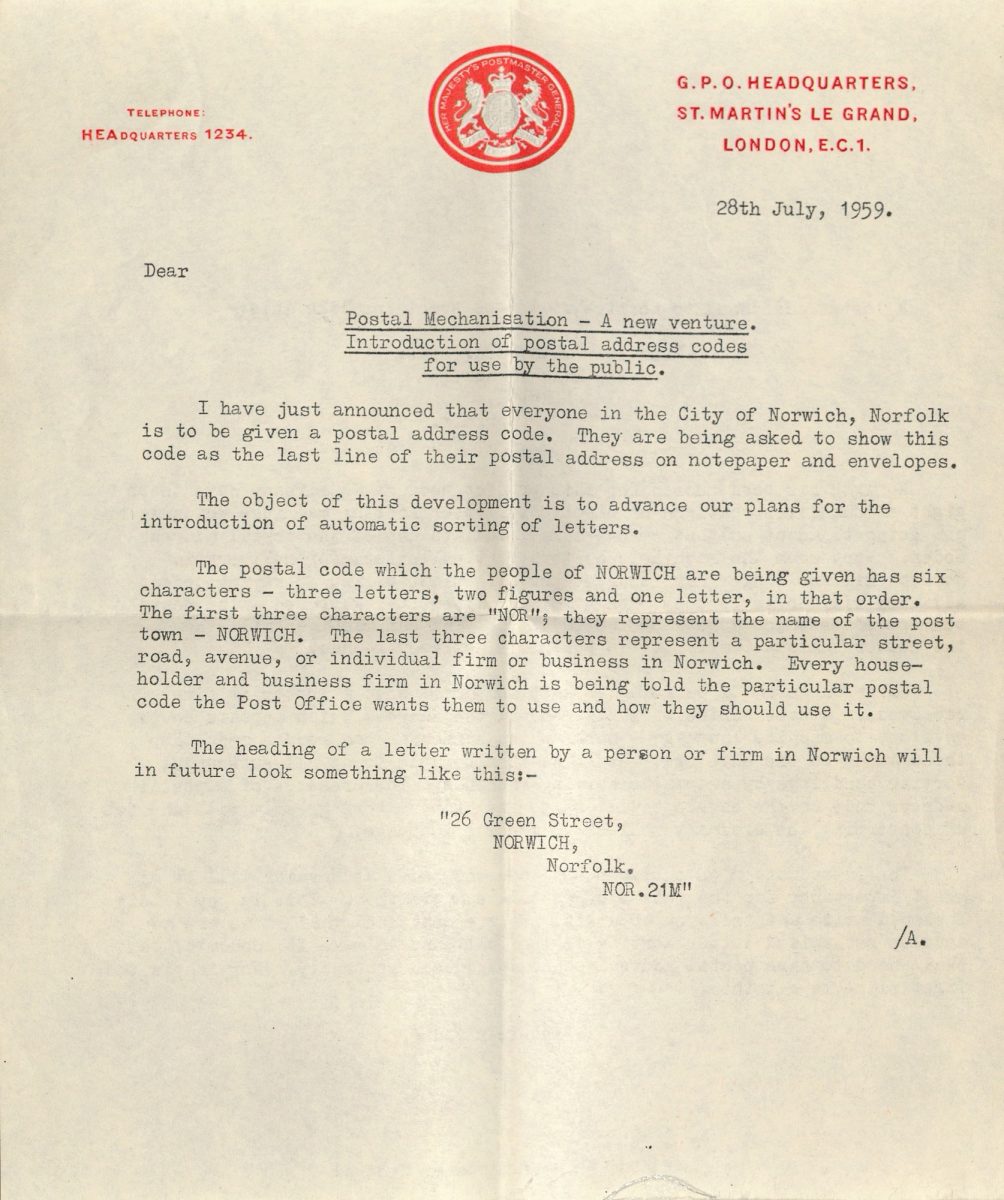 HER MAJESTY'S POSTMASTER GENERAL
TELEPHONE:
HEADQUARTERS 1234.
G.P.O. HEADQUARTERS,
ST. MARTIN'S LE GRAND,
LONDON, E.C.1.
28th July, 1959.
Dear
Postal Mechanisation - A new venture.
Introduction of postal address codes
for use by the public.
I have just announced that everyone in the City of Norwich, Norfolk
is to be given a postal address code. They are being asked to show this
code as the last line of their postal address on notepaper and envelopes.
The object of this development is to advance our plans for the
introduction of automatic sorting of letters.
The postal code which the people of NORWICH are being given has six
characters - three letters, two figures and one letter, in that order.
The first three characters are "NOR"; they represent the name of the post
town - NORWICH. The last three characters represent a particular street,
road, avenue, or individual firm or business in Norwich. Every house-
holder and business firm in Norwich is being told the particular postal
code the Post Office wants them to use and how they should use it.
The heading of a letter written by a person or firm in Norwich will
in future look something like this:-
"26 Green Street,
NORWICH,
Norfolk.
NOR.21M"
/A.